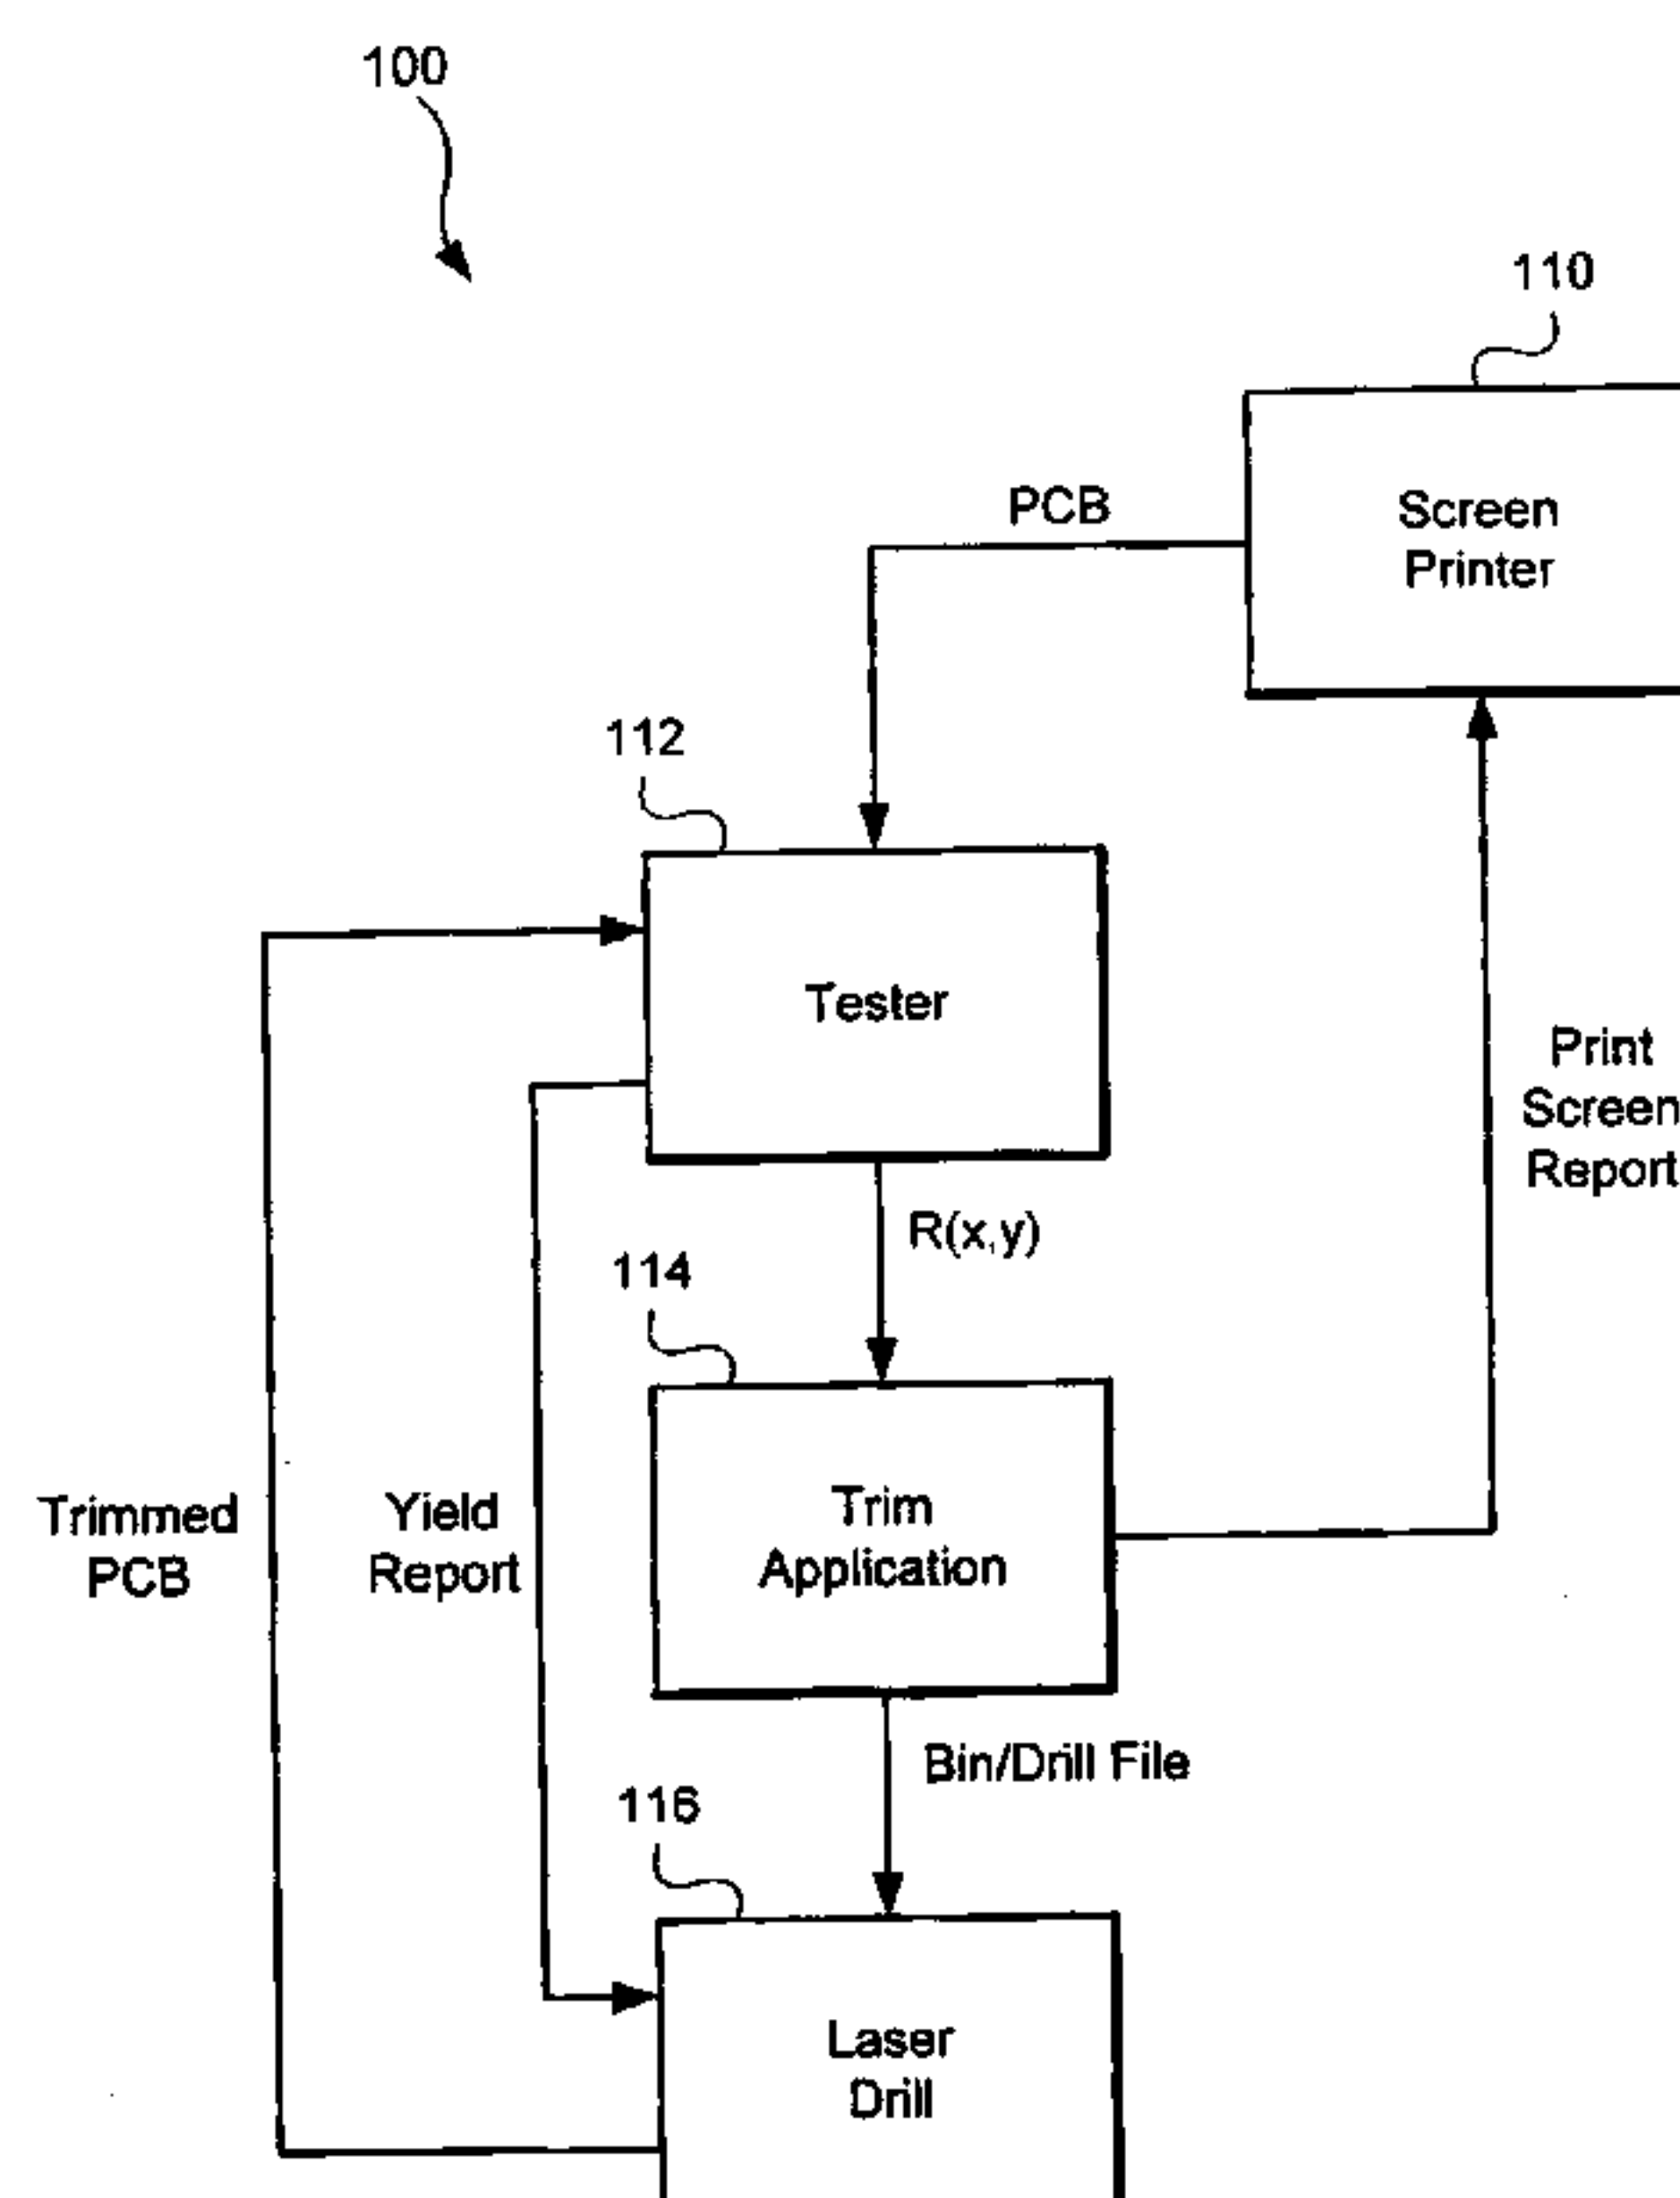 100
110
Screen
Printer
PCB
112
Tester
Print
Screen
Report
R(x,y)
114
Trim
Application
Trimmed
PCB
Yield
Report
Bin/Drill File
116
Laser
Drill